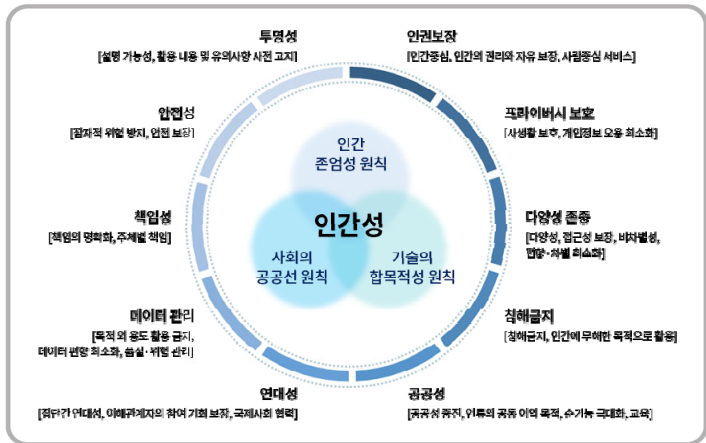 투명성
[설명 가능성, 활용 내용 및 유의사항 사전 고지]
인권보장
[인간중심, 인간의 권리와 자유 보장, 사람중심 서비스]
안전성
[잠재적 위험 방지, 안전 보장]
프라이버시 보호
[사생활 보호, 개인정보 오용 최소화]
인간
존엄성 원칙
책임성
[책임의 명확화, 주체별 책임]
인간성
다양성 존중
[다양성, 접근성 보장, 비차별성,
편향·차별 최소화]
사회의
공공선 원칙
기술의
합목적성 원칙
데이터 관리
[목적 외 용도 활용 금지,
데이터 편향 최소화, 품질·위험 관리]
침해금지
[침해금지, 인간에 무해한 목적으로 활용]
연대성
[집단간 연대성, 이해관계자의 참여 기회 보장, 국제사회 협력]
공공성
[공공성 증진, 인류의 공동 이익 목적, 순기능 극대화, 교육]